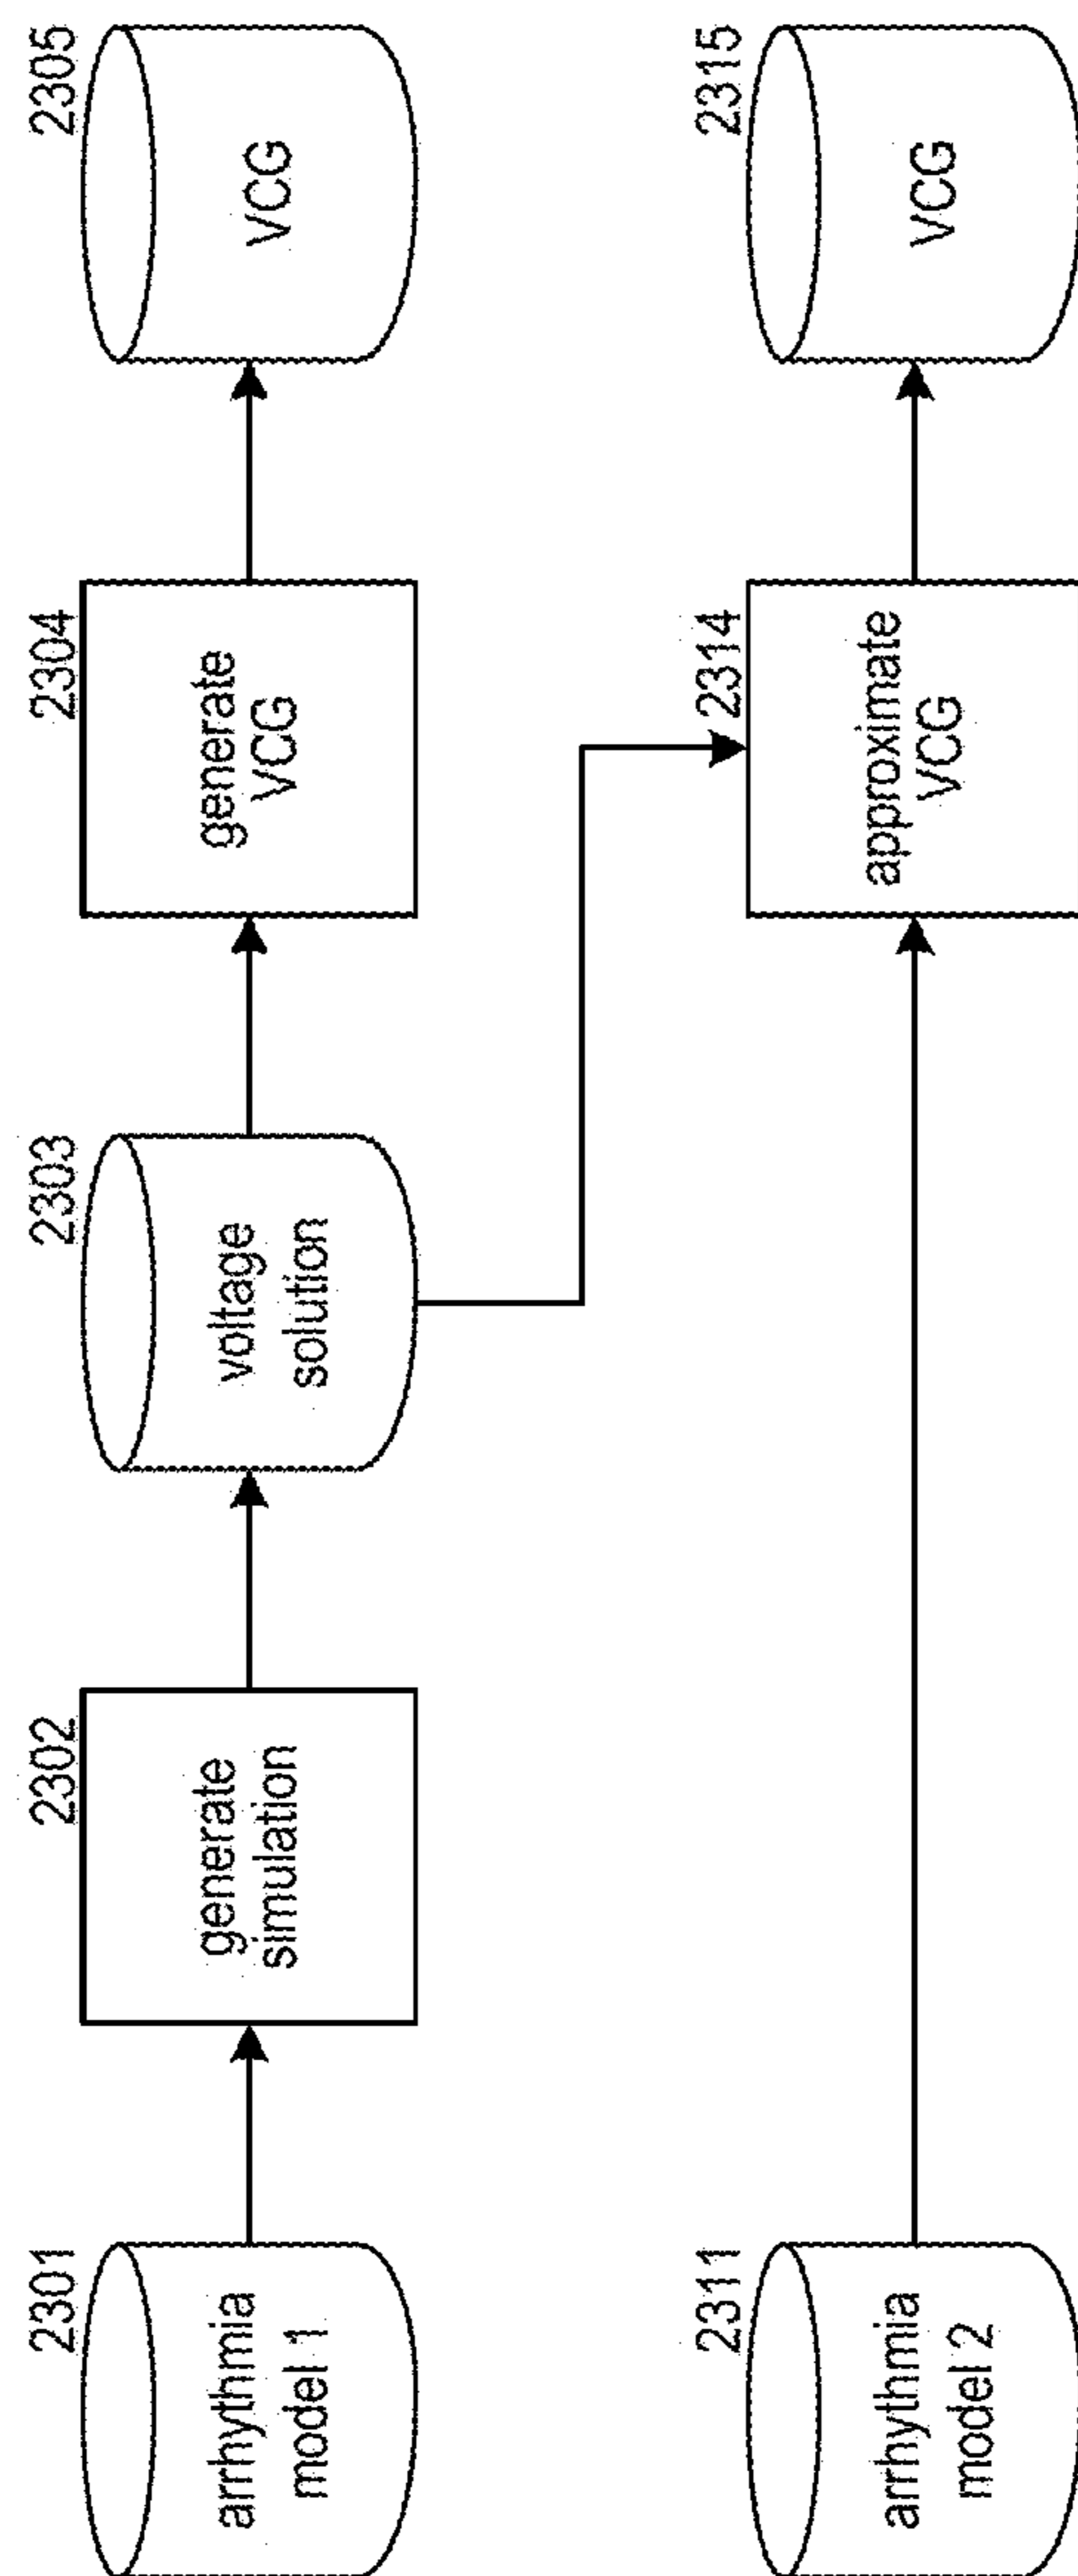 2301
arrhythmia
model 1
2302
generate
simulation
2303
voltage
solution
2304
generate
VCG
2305
VCG
2311
arrhythmia
model 2
2314
approximate
VCG
2315
VCG